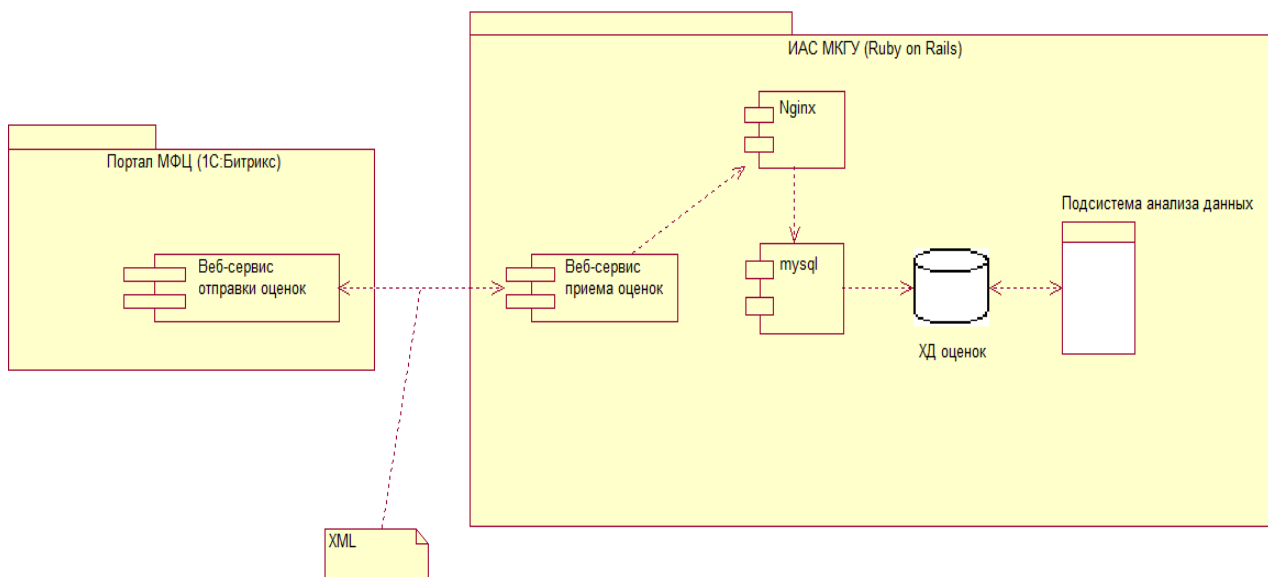 ИАС МКГУ (Ruby on Rails)
Nginx
Портал МФЦ (1С:Битрикс)
Подсистема анализа данных
Веб-сервис
отправки оценок
Веб-сервис
приема оценок
mysql
ХД оценок
XML